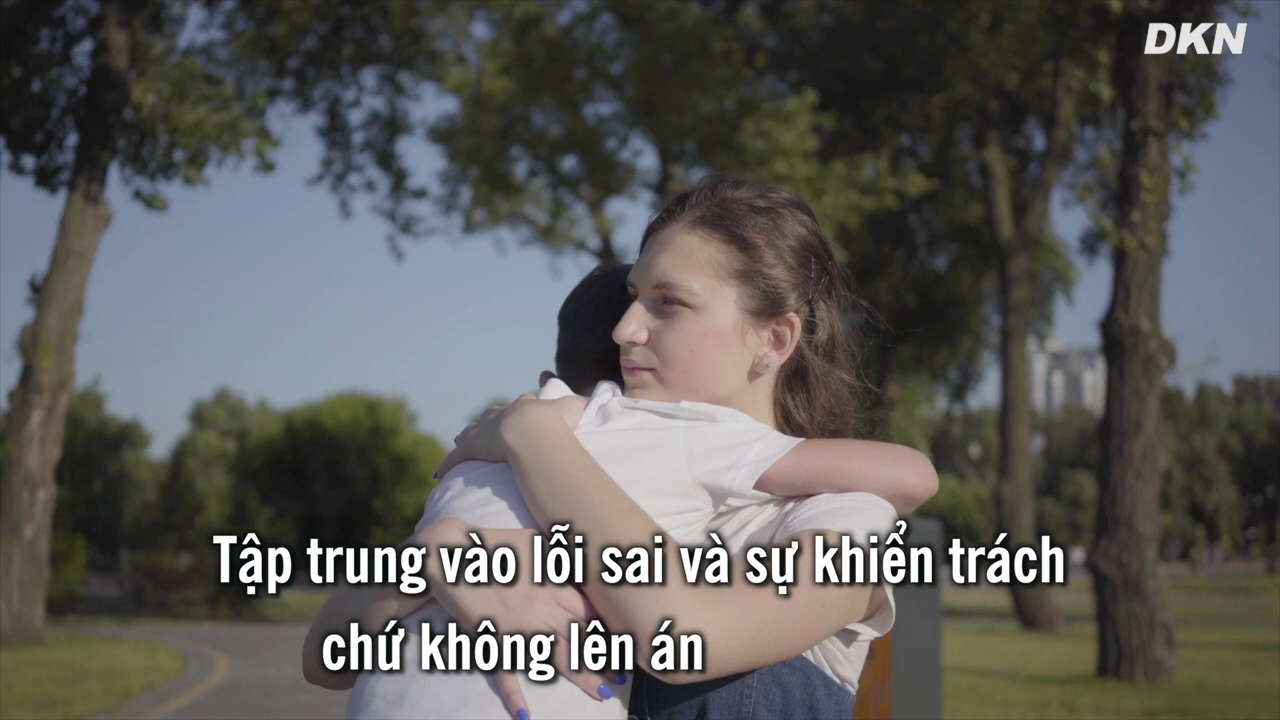 DKN
Tập trung vào lỗi sai và sự khiển trách
chứ không lên án